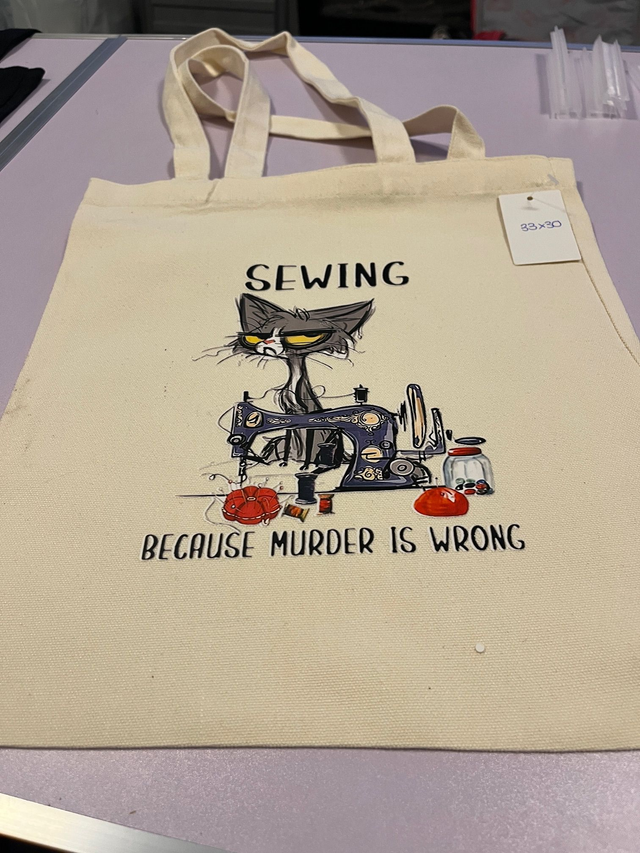 33x30
SEWING
BECAUSE MURDER IS WRONG